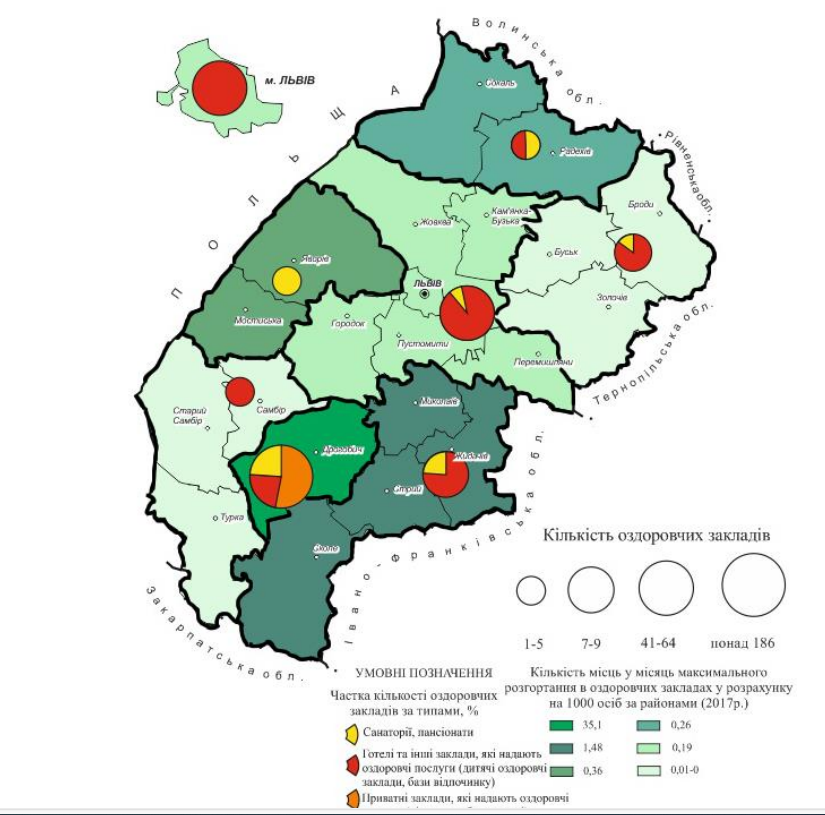 Волинська обл.
м. ЛЬВІВ
ПОЛЬЩА
Сокаль
Радехів
Рівненська обл.
Броди
Жовква
Кам'янка-
Бузька
Буськ
Яворів
ЛЬВІВ
Золочів
Мостиська
Городок
Пустомити
Перемишляни
Тернопільська обл.
Старий
Самбір
Самбір
Миколаїв
Дрогобич
Жидачів
Стрий
Турка
Сколе
Івано-Франківська обл.
Закарпатська обл.
Кількість оздоровчих закладів
1-5
7-9
41-64
понад 186
УМОВНІ ПОЗНАЧЕННЯ
Частка кількості оздоровчих
закладів за типами, %
Санаторії, пансіонати
Готелі та інші заклади, які надають
оздоровчі послуги (дитячі оздоровчі
заклади, бази відпочинку)
Приватні заклади, які надають оздоровчі
Кількість місць у місяць максимального
розгортання в оздоровчих закладах у розрахунку
на 1000 осіб за районами (2017р.)
35,1
0,26
1,48
0,19
0,36
0,01-0